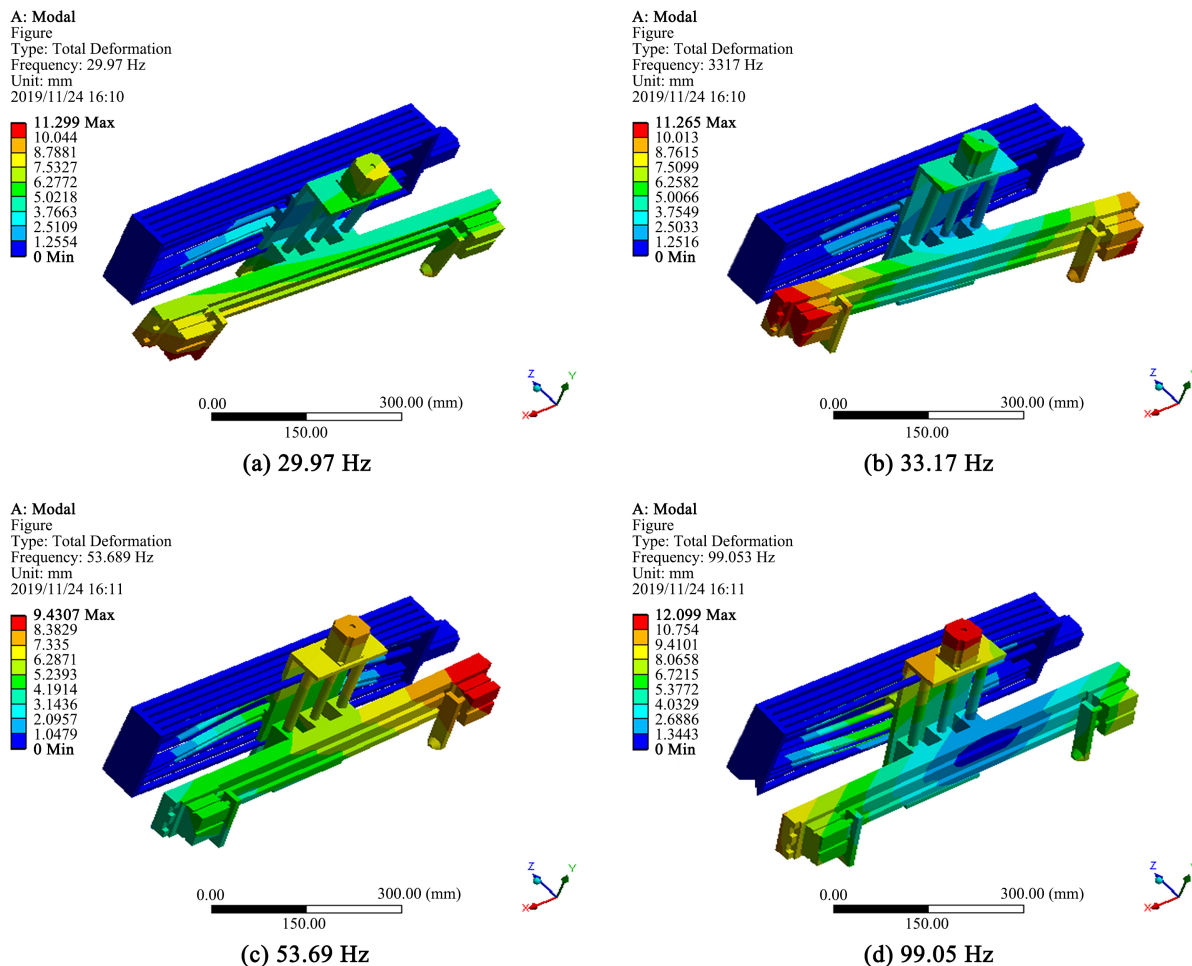 A: Modal
Figure
Type: Total Deformation
Frequency: 29.97 Hz
Unit: mm
2019/11/24 16:10
11.299 Max
10.044
8.7881
7.5327
6.2772
5.0218
3.7663
2.5109
1.2554
0 Min
Z
Y
X
0.00
300.00 (mm)
150.00
(a) 29.97 Hz
A: Modal
Figure
Type: Total Deformation
Frequency: 3317 Hz
Unit: mm
2019/11/24 16:10
11.265 Max
10.013
8.7615
7.5099
6.2582
5.0066
3.7549
2.5033
1.2516
0 Min
Z
Y
X
0.00
300.00 (mm)
150.00
(b) 33.17 Hz
A: Modal
Figure
Type: Total Deformation
Frequency: 53.689 Hz
Unit: mm
2019/11/24 16:11
9.4307 Max
8.3829
7.335
6.2871
5.2393
4.1914
3.1436
2.0957
1.0479
0 Min
Z
Y
X
0.00
300.00 (mm)
150.00
(c) 53.69 Hz
A: Modal
Figure
Type: Total Deformation
Frequency: 99.053 Hz
Unit: mm
2019/11/24 16:11
12.099 Max
10.754
9.4101
8.0658
6.7215
5.3772
4.0329
2.6886
1.3443
0 Min
Z
Y
X
0.00
300.00 (mm)
150.00
(d) 99.05 Hz